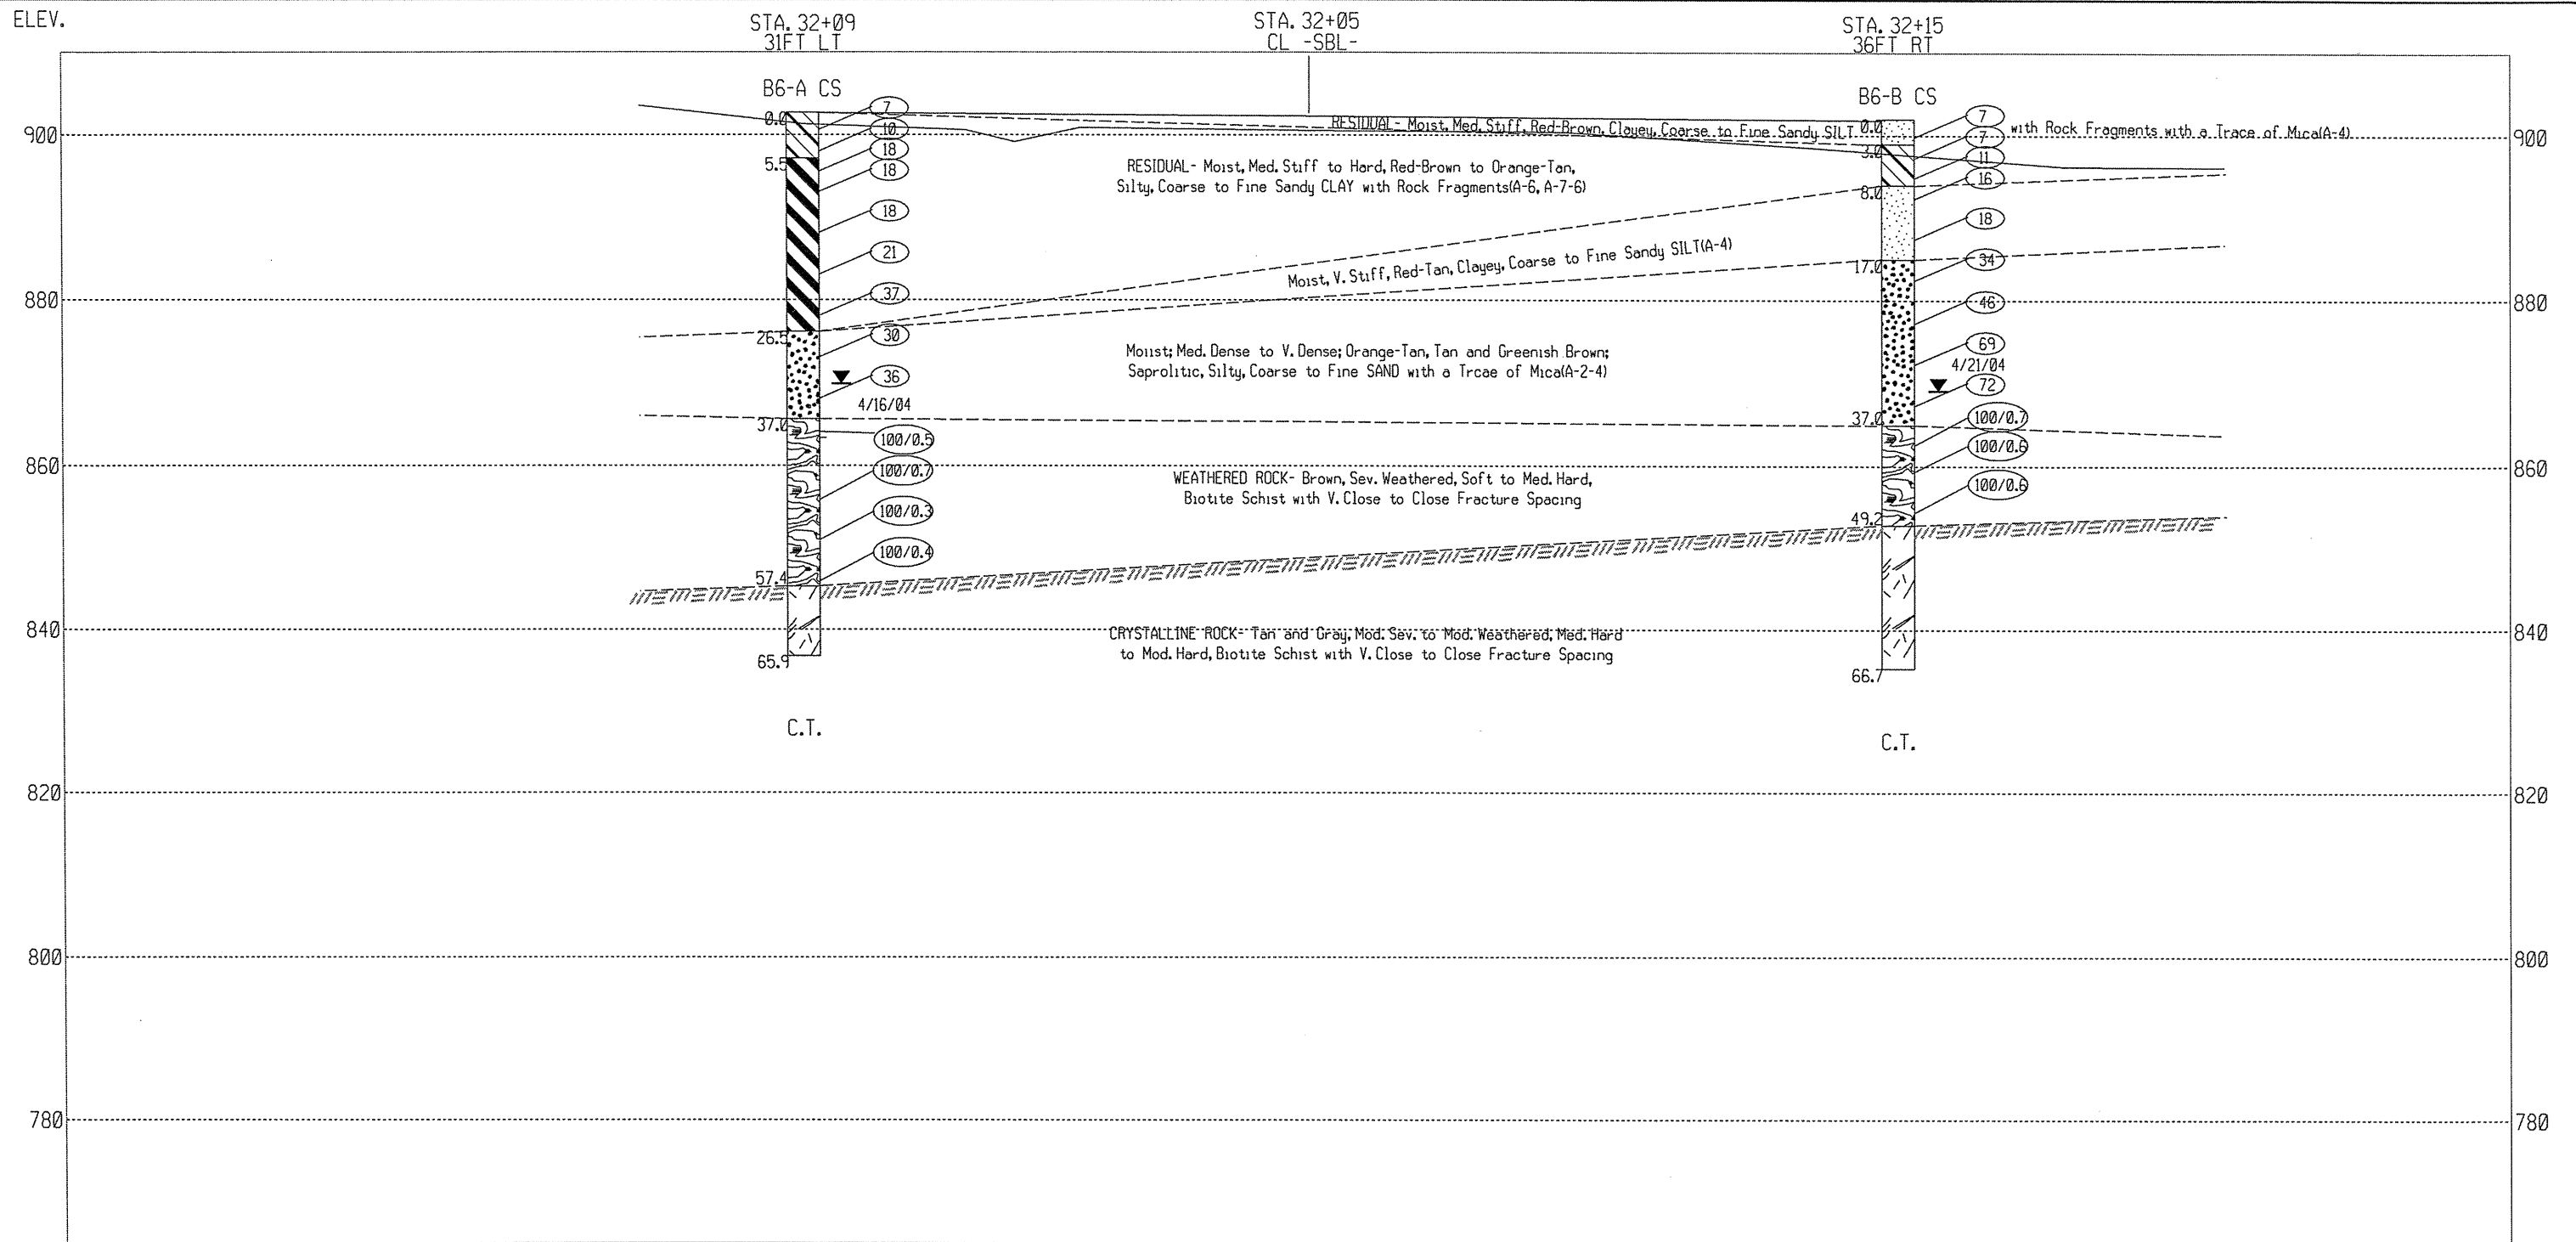 ELEV.
STA. 32+09
31FT LT
STA. 32+05
CL -SBL-
STA. 32+15
36FT RT
B6-A CS
B6-B CS
0.0
7
10
18
5.5
18
18
21
37
26.5
30
36
4/16/04
37.0
100/0.5
100/0.7
100/0.3
100/0.4
57.4
65.9
C.T.
RESIDUAL- Moist, Med. Stiff, Red-Brown, Clayey, Coarse to Fine Sandy SILT with Rock Fragments with a Trace of Mica(A-4)
RESIDUAL- Moist, Med. Stiff to Hard, Red-Brown to Orange-Tan,
Silty, Coarse to Fine Sandy CLAY with Rock Fragments(A-6, A-7-6)
Moist, V. Stiff, Red-Tan, Clayey, Coarse to Fine Sandy SILT(A-4)
Moist; Med. Dense to V. Dense; Orange-Tan, Tan and Greenish Brown;
Saprolitic, Silty, Coarse to Fine SAND with a Trcae of Mica(A-2-4)
WEATHERED ROCK- Brown, Sev. Weathered, Soft to Med. Hard,
Biotite Schist with V. Close to Close Fracture Spacing
CRYSTALLINE ROCK- Tan and Gray, Mod. Sev. to Mod. Weathered, Med. Hard
to Mod. Hard, Biotite Schist with V. Close to Close Fracture Spacing
0.0
7
7
3.0
11
16
8.0
18
17.0
34
46
69
4/21/04
72
37.0
100/0.7
100/0.6
100/0.6
49.2
66.7
C.T.
900
900
880
880
860
860
840
840
820
820
800
800
780
780